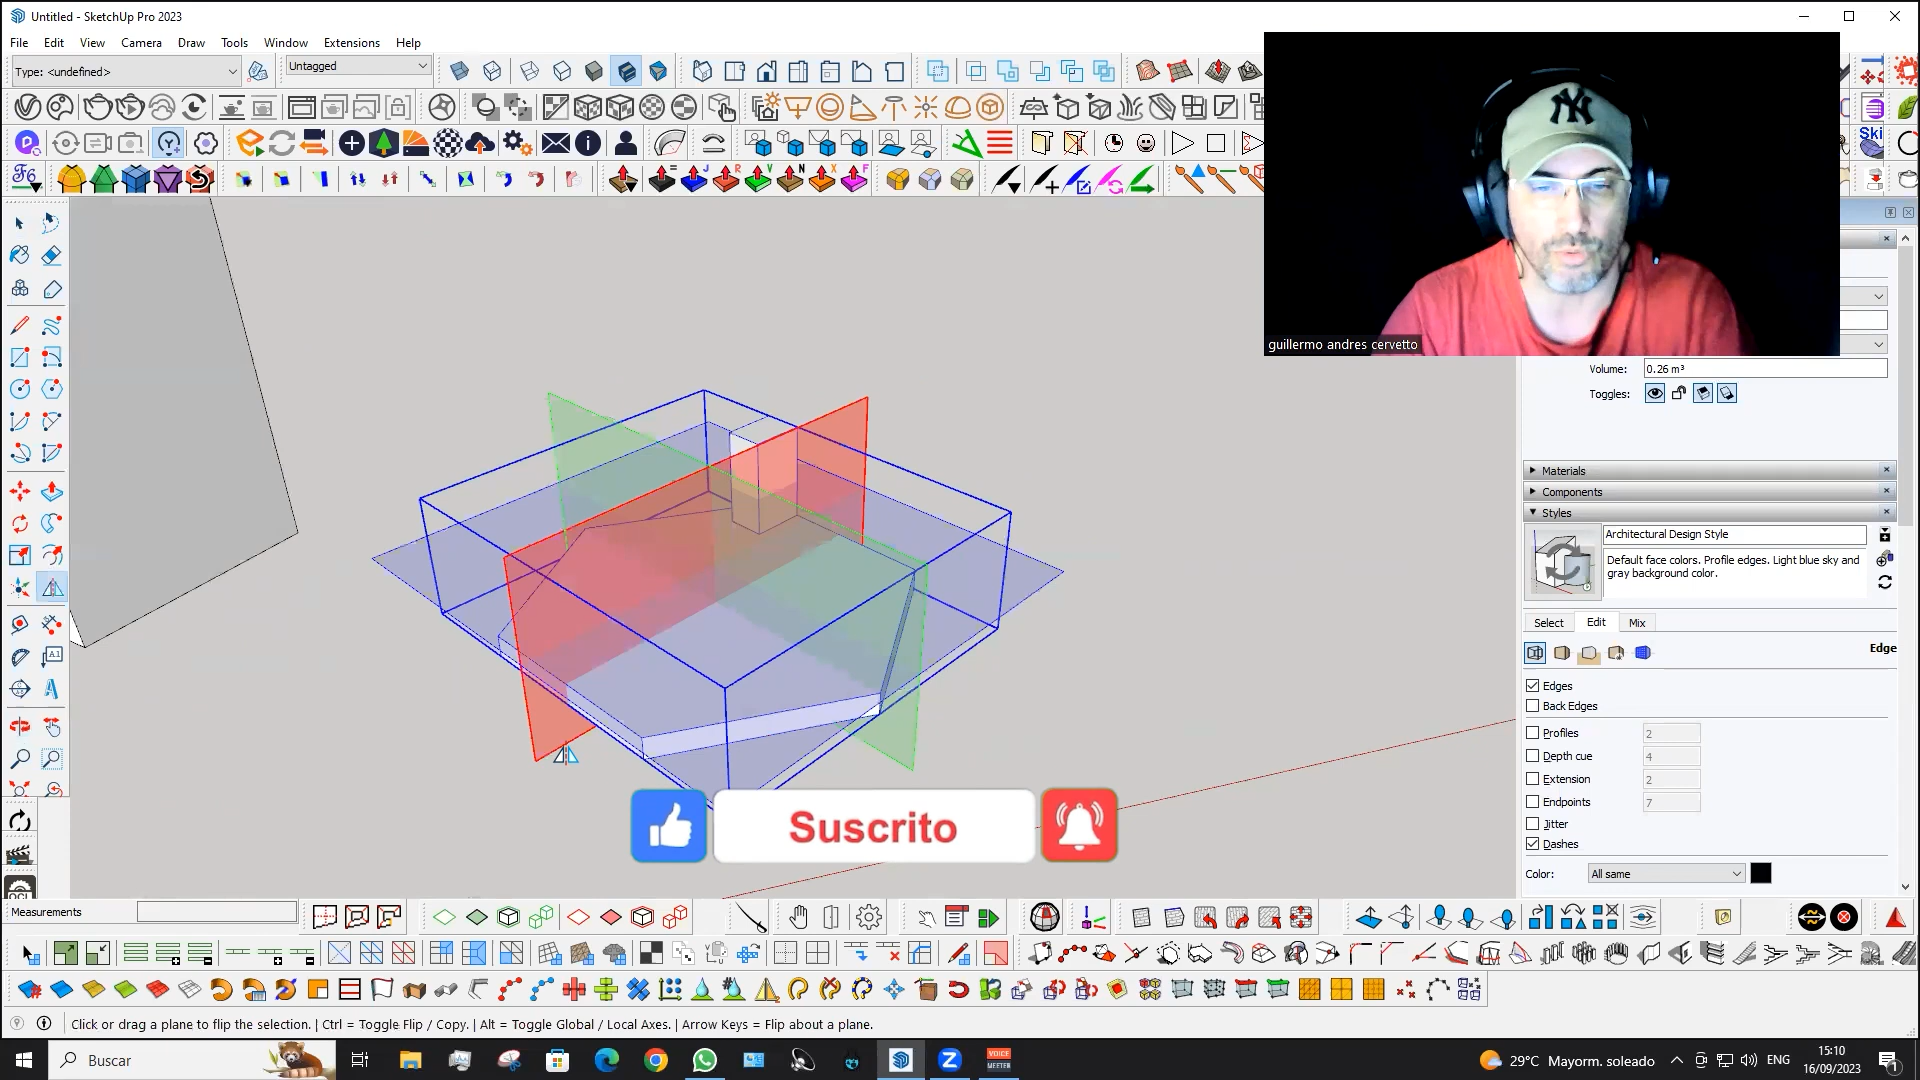 Untitled - SketchUp Pro 2023
File Edit View Camera Draw Tools Window Extensions Help
Type: <undefined>
Untagged
guillermo andres cervetto
Volume: 0.26 m³
Toggles:
Materials
Components
Styles
Architectural Design Style
Default face colors. Profile edges. Light blue sky and
gray background color.
Select Edit Mix
Edge
Edges
Back Edges
Profiles 2
Depth cue 4
Extension 2
Endpoints 7
Jitter
Dashes
Color: All same
Suscrito
Measurements
Click or drag a plane to flip the selection. | Ctrl = Toggle Flip / Copy. | Alt = Toggle Global / Local Axes. | Arrow Keys = Flip about a plane.
Buscar
VOICE
MEETER
29°C Mayorm. soleado
ENG
15:10
16/09/2023